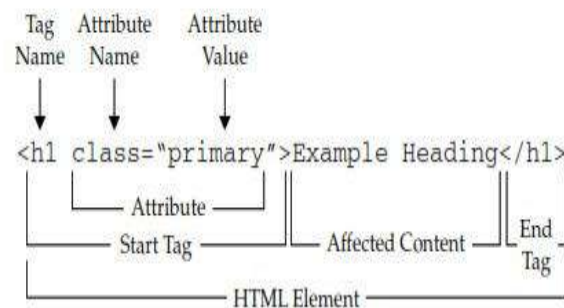 Tag Attribute Attribute
Name Name Value
<h1 class="primary">Example Heading</h1>
Attribute
Start Tag Affected Content End
Tag
HTML Element